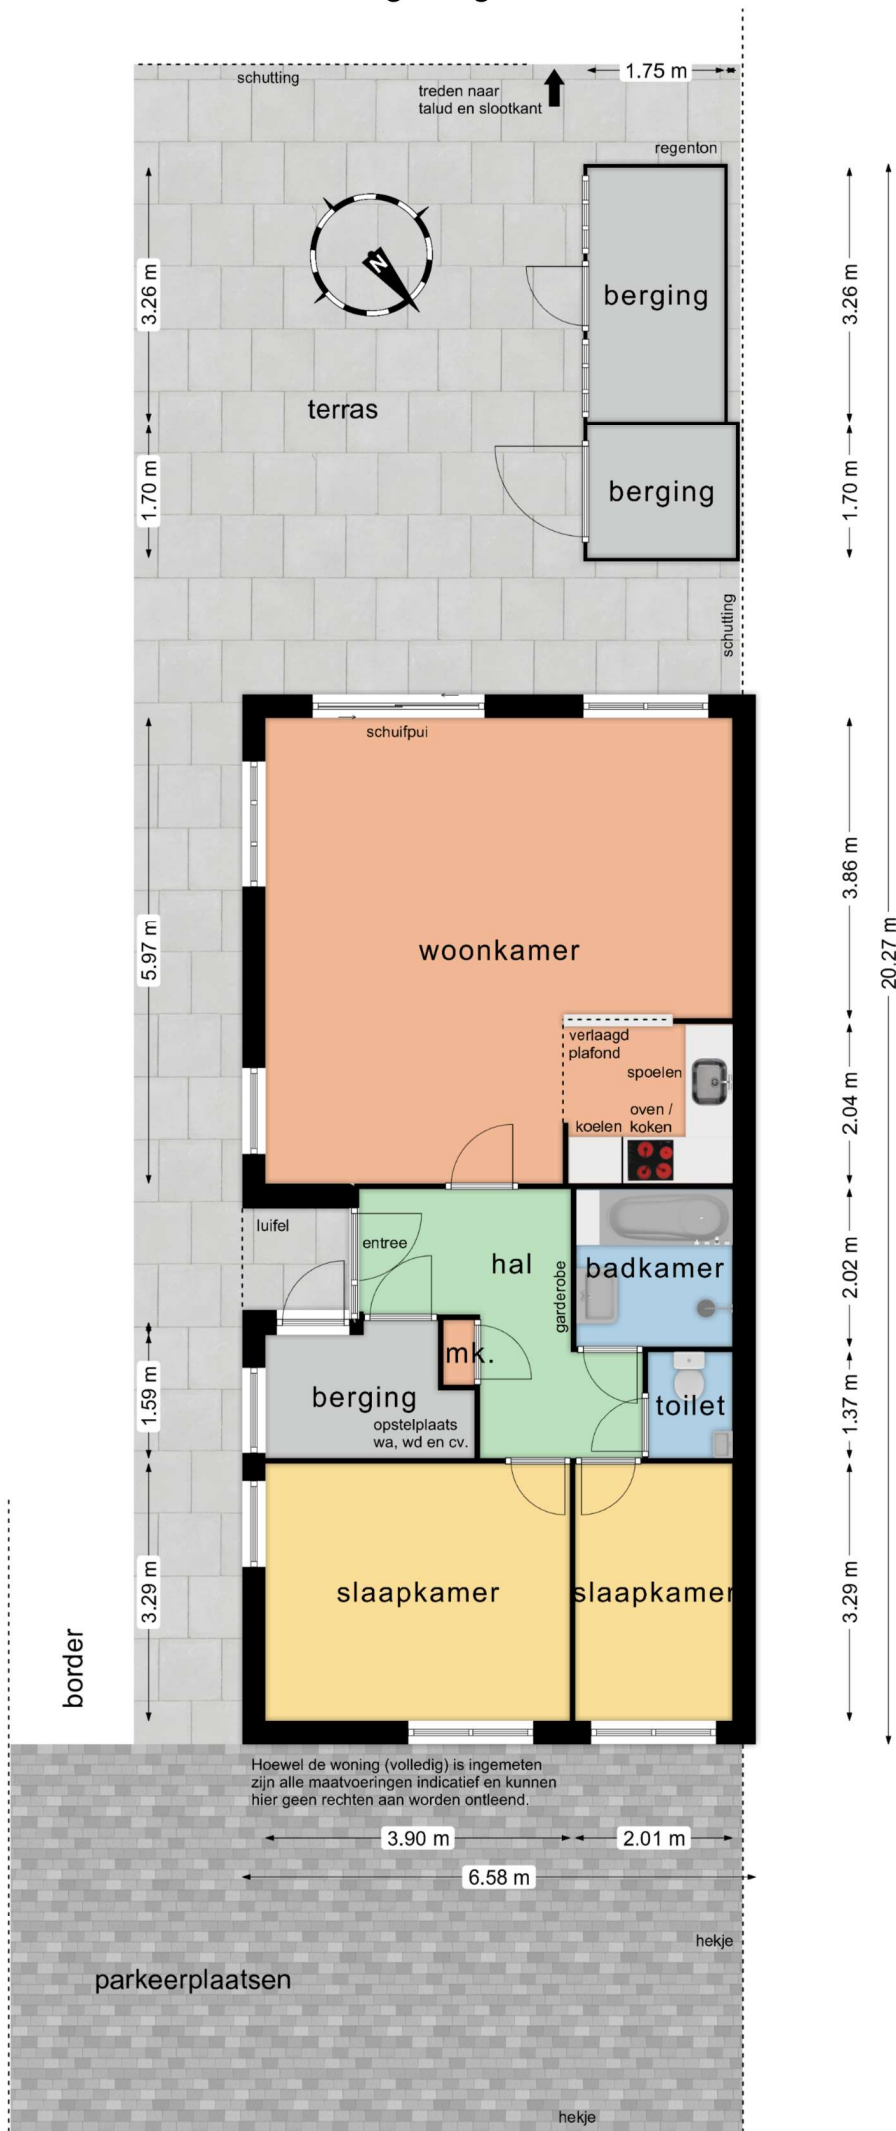 schutting
treden naar
talud en slootkant
1.75 m
regenton
3.26 m
N
berging
3.26 m
terras
1.70 m
berging
1.70 m
schutting
schuifpui
3.86 m
5.97 m
woonkamer
20.27 m
verlaagd
plafond
spoelen
oven /
koelen koken
2.04 m
luifel
entree
hal
garderobe
badkamer
2.02 m
mk.
1.59 m
berging
opstelplaats
wa, wd en cv.
toilet
1.37 m
3.29 m
slaapkamer
slaapkamer
3.29 m
border
Hoewel de woning (volledig) is ingemeten
zijn alle maatvoeringen indicatief en kunnen
hier geen rechten aan worden ontleend.
3.90 m
2.01 m
6.58 m
hekje
parkeerplaatsen
hekje